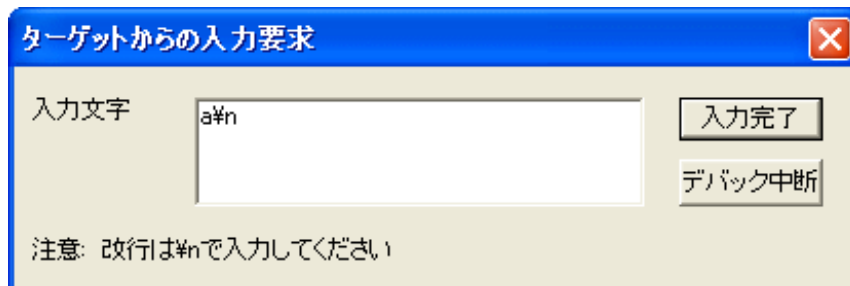 ターゲットからの入力要求
入力文字
a¥n
入力完了
デバック中断
注意: 改行は¥nで入力してください